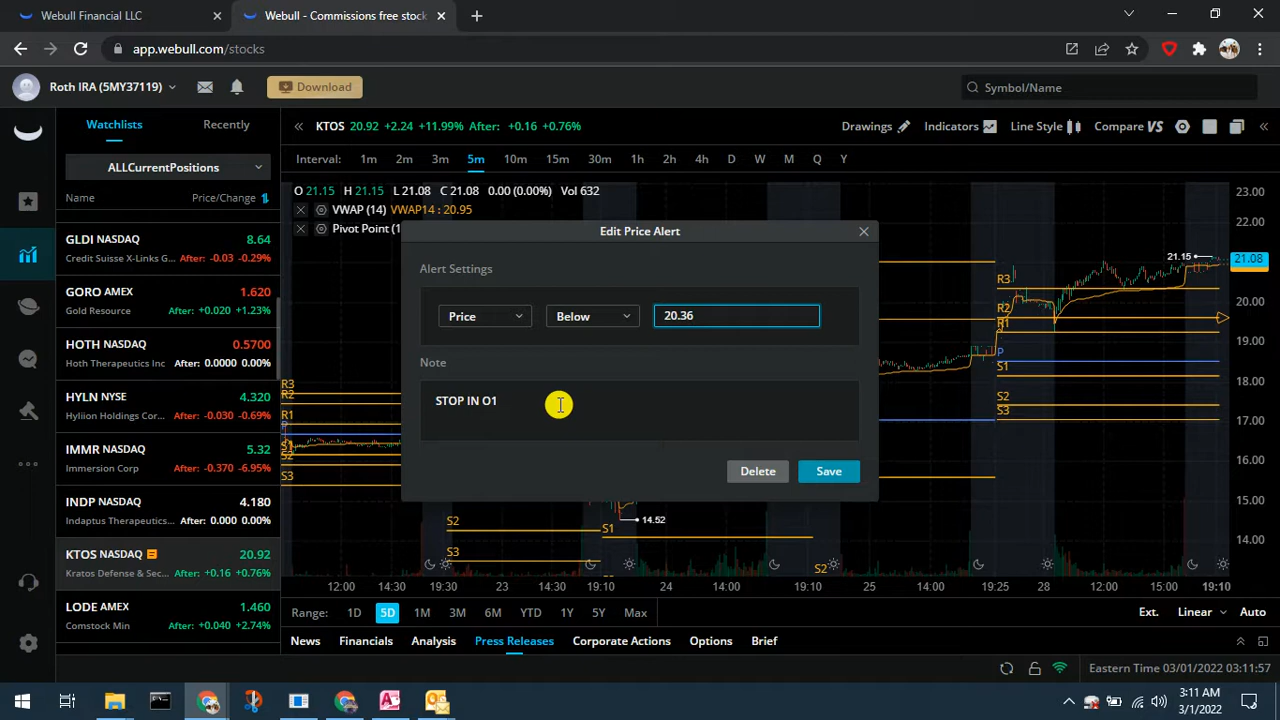 Webull Financial LLC
Webull - Commissions free stock
app.webull.com/stocks
Roth IRA (5MY37119)
Download
Symbol/Name
Watchlists Recently
ALLCurrentPositions
Name Price/Change
GLDI NASDAQ 8.64
Credit Suisse X-Links G... After: -0.03 -0.29%
GORO AMEX 1.620
Gold Resource After: +0.020 +1.23%
HOTH NASDAQ 0.5700
Hoth Therapeutics Inc After: 0.0000 0.00%
HYLN NYSE 4.320
Hyliion Holdings Cor... After: -0.030 -0.69%
IMMR NASDAQ 5.32
Immersion Corp After: -0.370 -6.95%
INDP NASDAQ 4.180
Indaptus Therapeutics... After: 0.000 0.00%
KTOS NASDAQ 20.92
Kratos Defense & Sec... After: +0.16 +0.76%
LODE AMEX 1.460
Comstock Min After: +0.040 +2.74%
KTOS 20.92 +2.24 +11.99% After: +0.16 +0.76%
Drawings Indicators Line Style Compare VS
Interval: 1m 2m 3m 5m 10m 15m 30m 1h 2h 4h D W M Q Y
O 21.15 H 21.15 L 21.08 C 21.08 0.00 (0.00%) Vol 632
VWAP (14) VWAP14 : 20.95
Pivot Point (1
Edit Price Alert
Alert Settings
Price Below 20.36
Note
STOP IN O1
Delete Save
R3
R2
R1
P
S1
S2
S3
S2
S3
14.52
S1
S2
21.15
R3
R2
R1
P
S1
S2
S3
23.00
22.00
21.08
20.00
19.00
18.00
17.00
16.00
15.00
14.00
12:00 14:30 19:30 23 14:30 19:10 24 14:00 19:10 25 14:00 19:25 28 12:00 15:00 19:10
Range: 1D 5D 1M 3M 6M YTD 1Y 5Y Max
Ext. Linear Auto
News Financials Analysis Press Releases Corporate Actions Options Brief
Eastern Time 03/01/2022 03:11:57
3:11 AM
3/1/2022